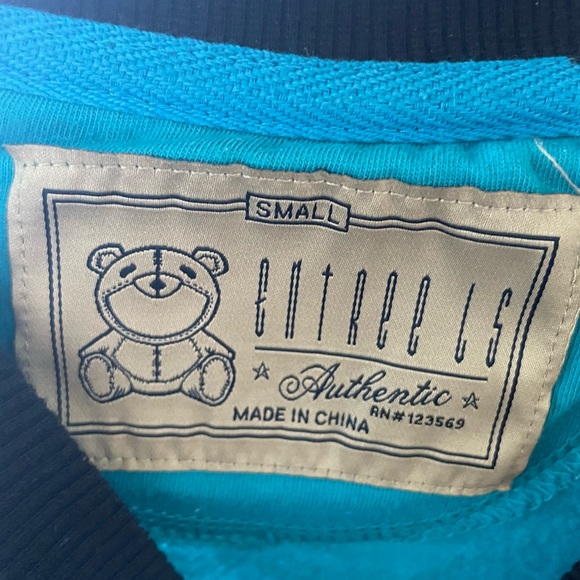 SMALL
entree LS
Authentic
RN#123569
MADE IN CHINA